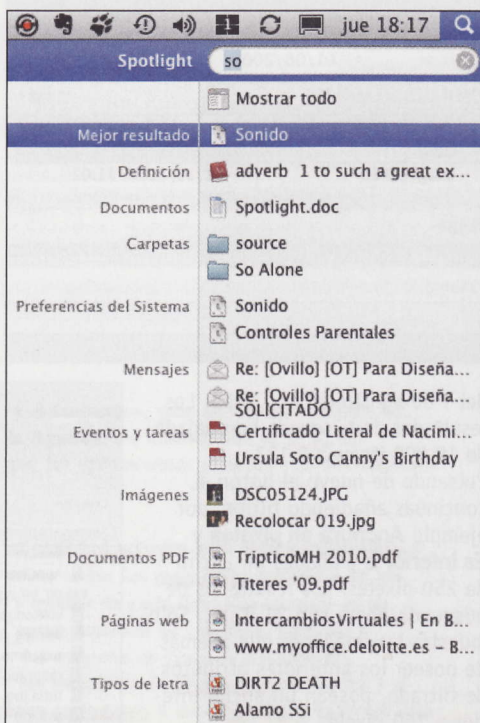 1 jue 18:17
Spotlight so
Mostrar todo
Mejor resultado Sonido
Definición adverb 1 to such a great ex...
Documentos Spotlight.doc
Carpetas source
So Alone
Preferencias del Sistema Sonido
Controles Parentales
Mensajes Re: [Ovillo] [OT] Para Diseña...
Re: [Ovillo] [OT] Para Diseña...
SOLICITADO
Eventos y tareas Certificado Literal de Nacimi...
Ursula Soto Canny's Birthday
Imágenes DSC05124.JPG
Recolocar 019.jpg
Documentos PDF TripticoMH 2010.pdf
Titeres '09.pdf
Páginas web IntercambiosVirtuales | En B...
www.myoffice.deloitte.es – B...
Tipos de letra DIRT2 DEATH
Alamo SSi